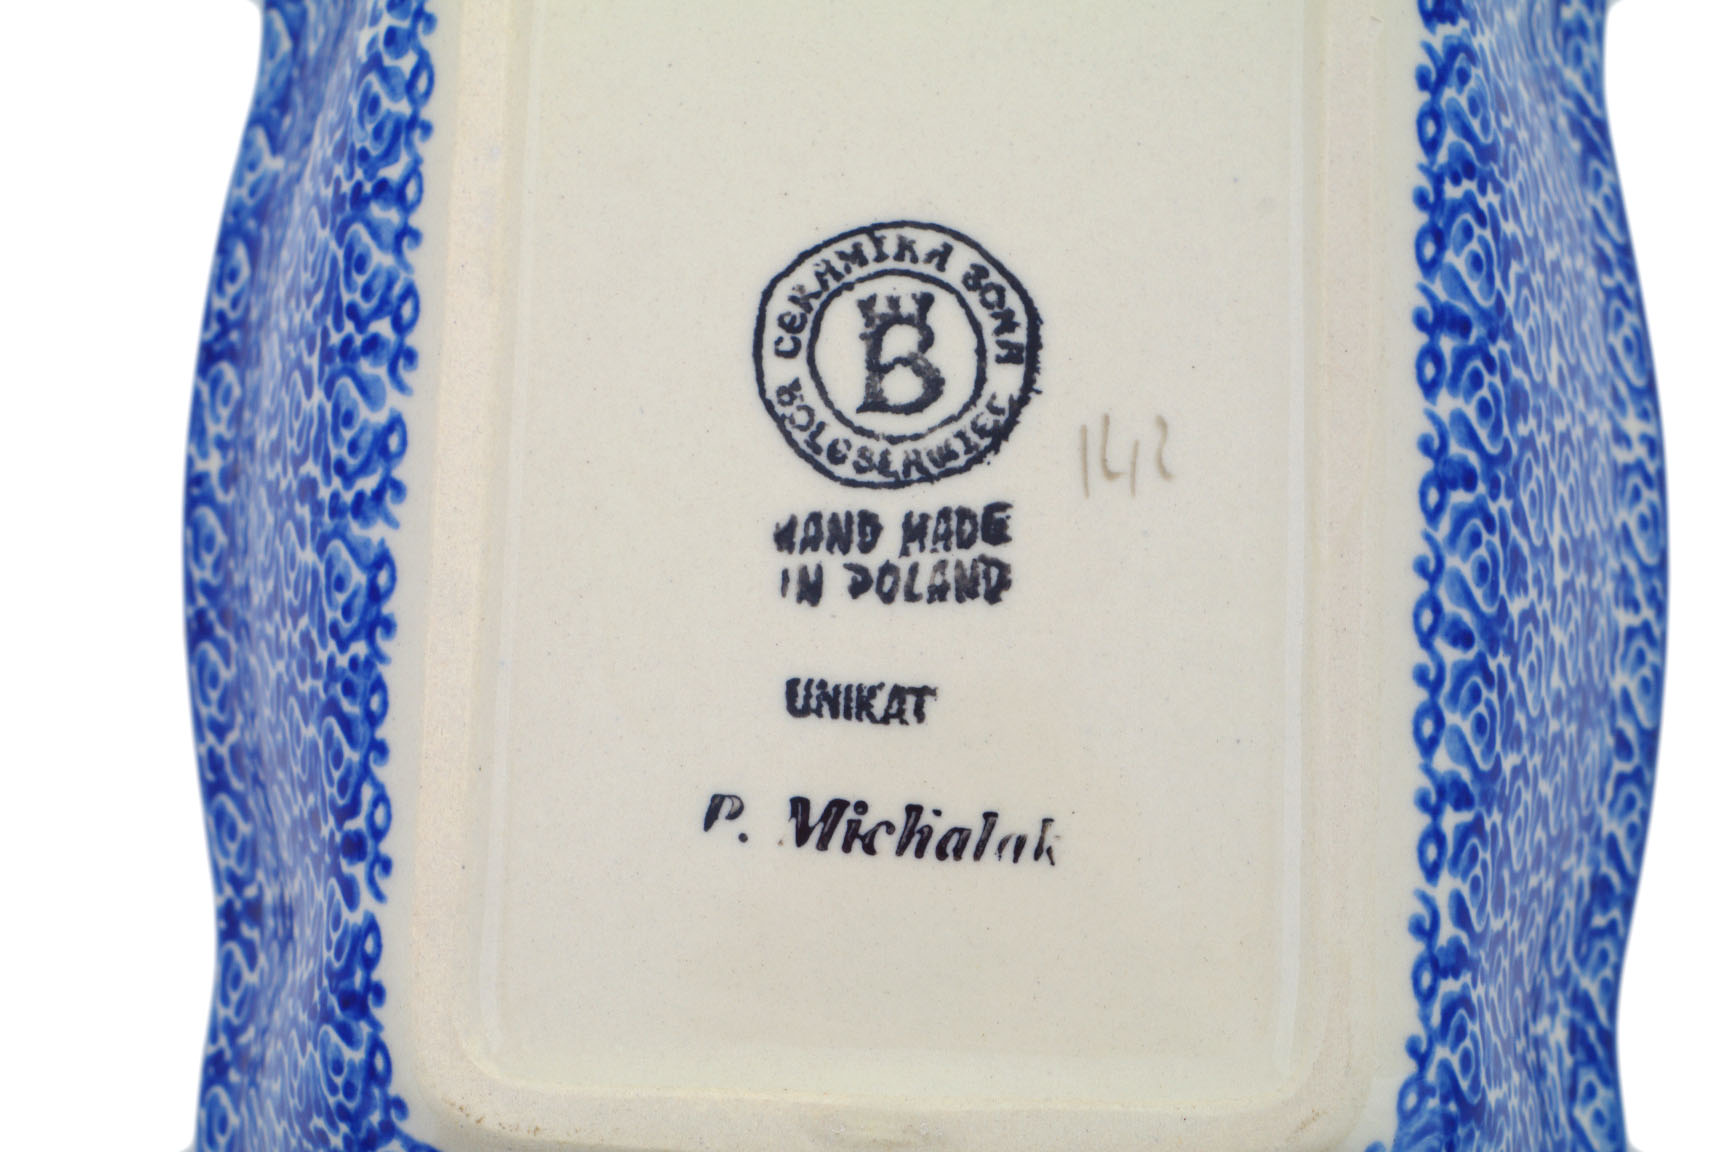 CERAMIKA BONA
BOLESŁAWIEC
B
142
HAND MADE
IN POLAND
UNIKAT
P. Michalak